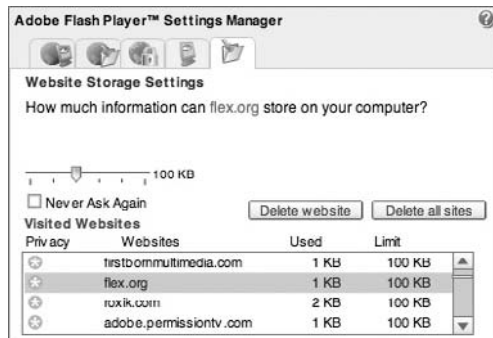 Adobe Flash Player™ Settings Manager
Website Storage Settings
How much information can flex.org store on your computer?
100 KB
Never Ask Again
Delete website Delete all sites
Visited Websites
Privacy Websites Used Limit
firstbornmultimedia.com 1 KB 100 KB
flex.org 1 KB 100 KB
roxik.com 2 KB 100 KB
adobe.permissiontv.com 1 KB 100 KB